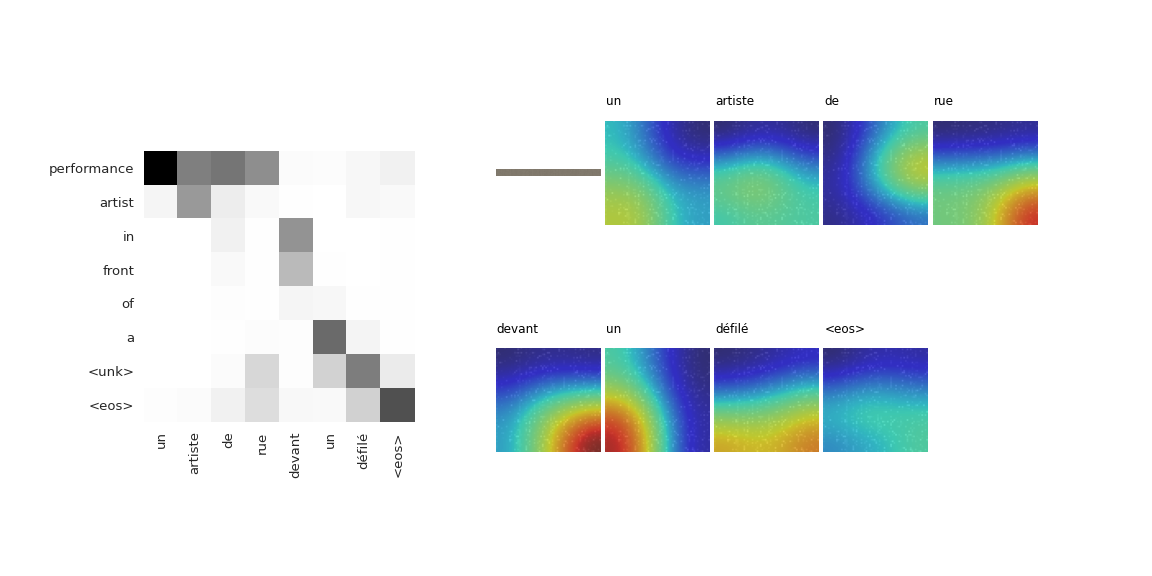 performance
artist
in
front
of
a
<unk>
<eos>
un
artiste
de
rue
devant
un
défilé
<eos>
un artiste de rue
devant un défilé <eos>